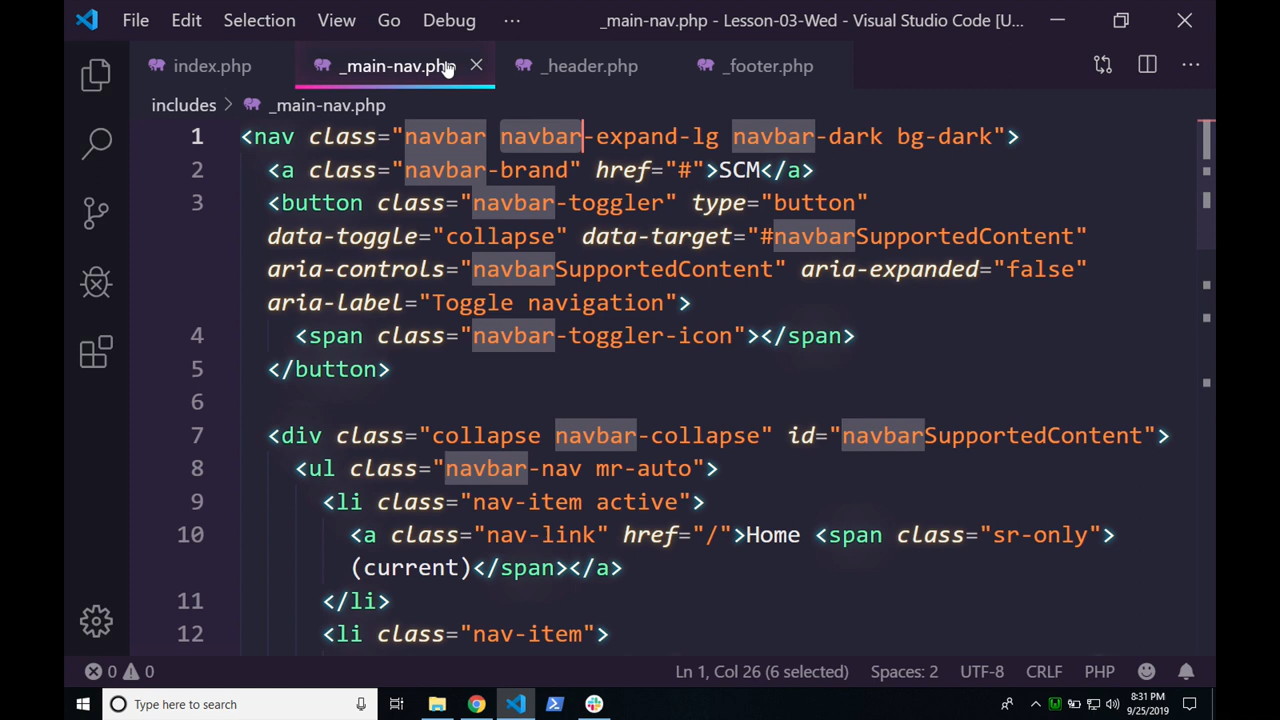 File Edit Selection View Go Debug ··· _main-nav.php - Lesson-03-Wed - Visual Studio Code [U...
index.php _main-nav.php _header.php _footer.php ···
includes > _main-nav.php
1 <nav class="navbar navbar-expand-lg navbar-dark bg-dark">
2 <a class="navbar-brand" href="#">SCM</a>
3 <button class="navbar-toggler" type="button"
data-toggle="collapse" data-target="#navbarSupportedContent"
aria-controls="navbarSupportedContent" aria-expanded="false"
aria-label="Toggle navigation">
4 <span class="navbar-toggler-icon"></span>
5 </button>
6
7 <div class="collapse navbar-collapse" id="navbarSupportedContent">
8 <ul class="navbar-nav mr-auto">
9 <li class="nav-item active">
10 <a class="nav-link" href="/">Home <span class="sr-only">
(current)</span></a>
11 </li>
12 <li class="nav-item">
0 0 Ln 1, Col 26 (6 selected) Spaces: 2 UTF-8 CRLF PHP
Type here to search 8:31 PM
9/25/2019